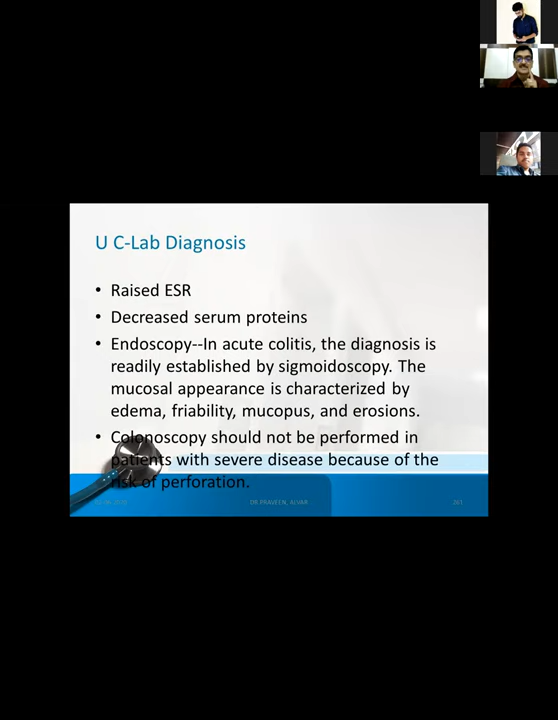 U C-Lab Diagnosis
• Raised ESR
• Decreased serum proteins
• Endoscopy--In acute colitis, the diagnosis is
readily established by sigmoidoscopy. The
mucosal appearance is characterized by
edema, friability, mucopus, and erosions.
• Colonoscopy should not be performed in
patients with severe disease because of the
risk of perforation.
DR.PRAVEEN, ALVAR